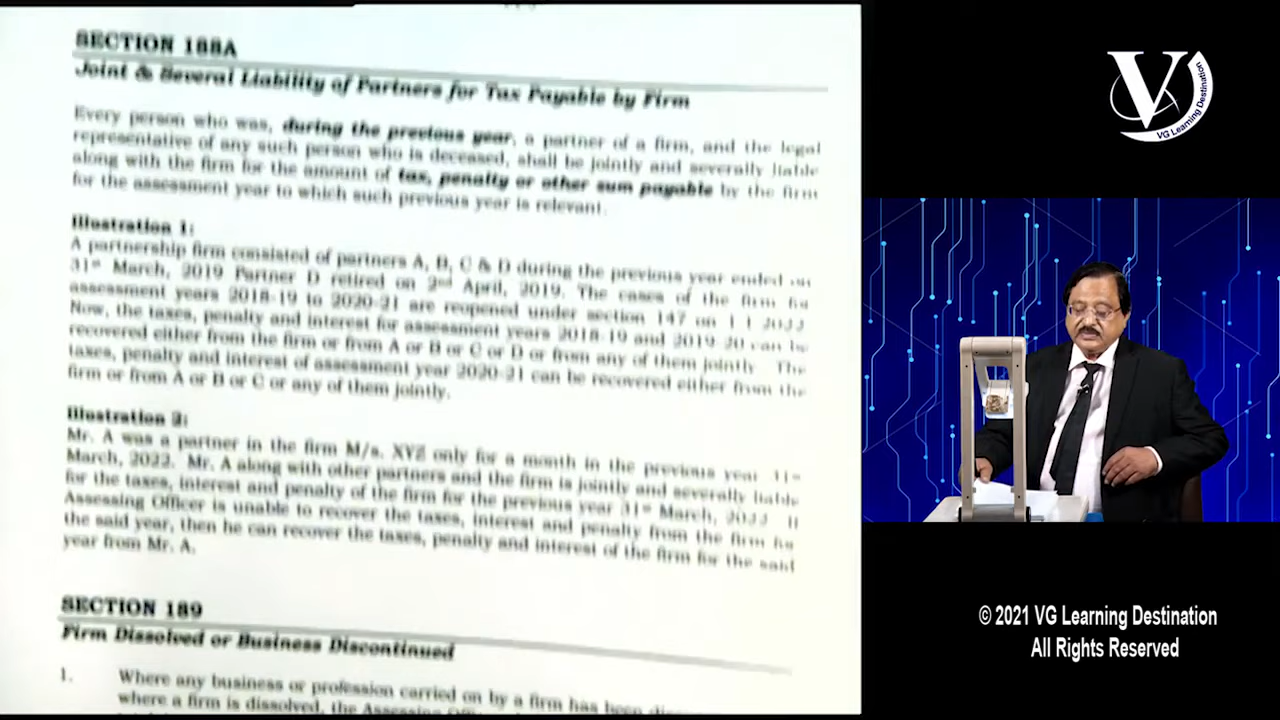 SECTION 188A
Joint & Several Liability of Partners for Tax Payable by Firm
Every person who was, during the previous year, a partner of a firm, and the legal
representative of any such person who is deceased, shall be jointly and severally liable
along with the firm for the amount of tax, penalty or other sum payable by the firm
for the assessment year to which such previous year is relevant.
Illustration 1:
A partnership firm consisted of partners A, B, C & D during the previous year ended on
31st March, 2019 Partner D retired on 2nd April, 2019. The cases of the firm for
assessment years 2018-19 to 2020-21 are reopened under section 147 on 1.1.2022
Now, the taxes, penalty and interest for assessment years 2018-19 and 2019-20 can be
recovered either from the firm or from A or B or C or D or from any of them jointly. The
taxes, penalty and interest of assessment year 2020-21 can be recovered either from the
firm or from A or B or C or any of them jointly.
Illustration 2:
Mr. A was a partner in the firm M/s. XYZ only for a month in the previous year 31st
March, 2022. Mr. A along with other partners and the firm is jointly and severally liable
for the taxes, interest and penalty of the firm for the previous year 31st March, 2022. If
Assessing Officer is unable to recover the taxes, interest and penalty from the firm for
the said year, then he can recover the taxes, penalty and interest of the firm for the said
year from Mr. A.
SECTION 189
Firm Dissolved or Business Discontinued
1. Where any business or profession carried on by a firm has been
where a firm is dissolved, the Assessing
V
VG Learning Destination
© 2021 VG Learning Destination
All Rights Reserved